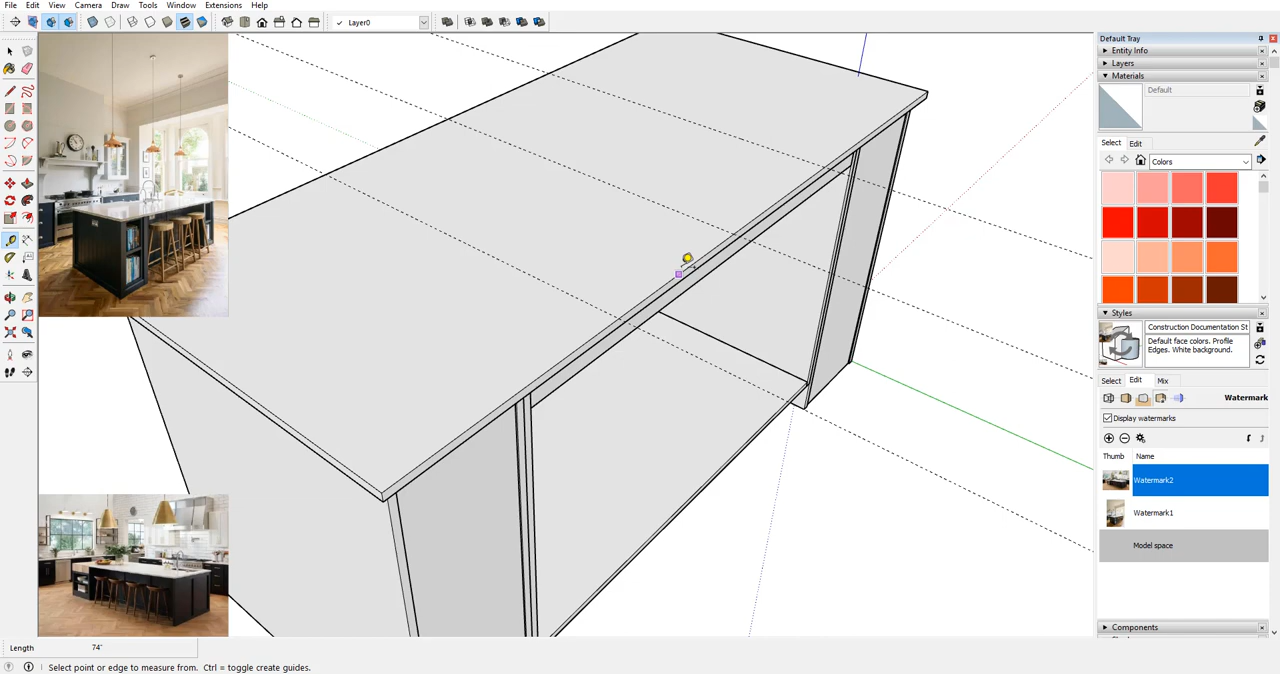 File Edit View Camera Draw Tools Window Extensions Help
Layer0
Default Tray
Entity Info
Layers
Materials
Default
Select Edit
Colors
Styles
Construction Documentation St
Default face colors. Profile
Edges. White background.
Select Edit Mix
Watermark
Display watermarks
Thumb Name
Watermark2
Watermark1
Model space
Components
Length 74"
Select point or edge to measure from. Ctrl = toggle create guides.